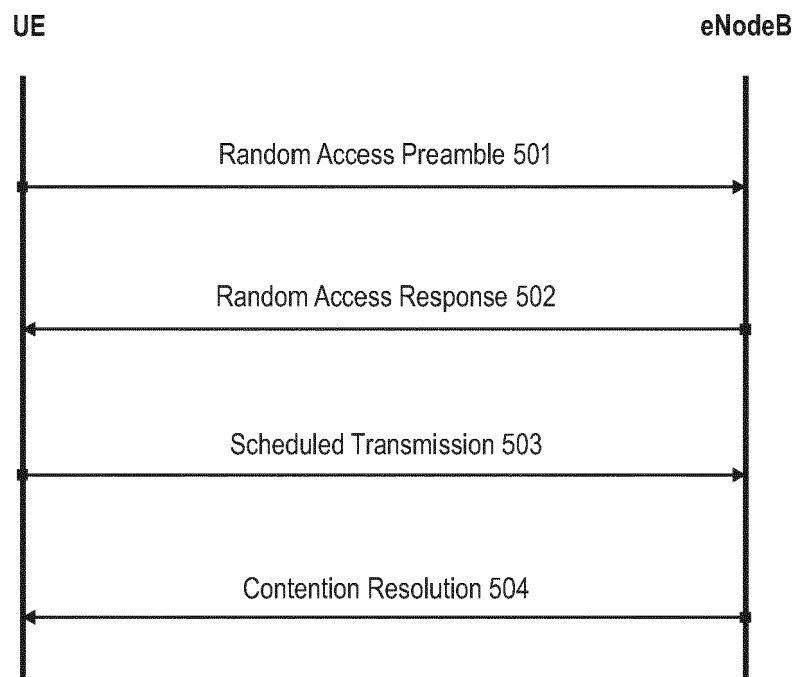 UE
eNodeB
Random Access Preamble 501
Random Access Response 502
Scheduled Transmission 503
Contention Resolution 504